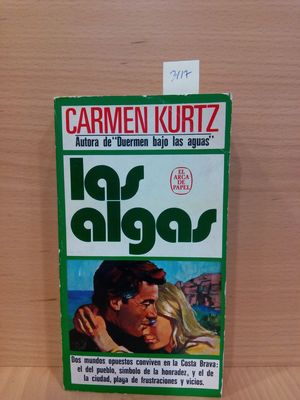 3417
CARMEN KURTZ
Autora de "Duermen bajo las aguas"
las
algas
EL
ARCA
DE
PAPEL
Dos mundos opuestos conviven en la Costa Brava:
el del pueblo, símbolo de la honradez, y el de
la ciudad, playa de frustraciones y vicios.